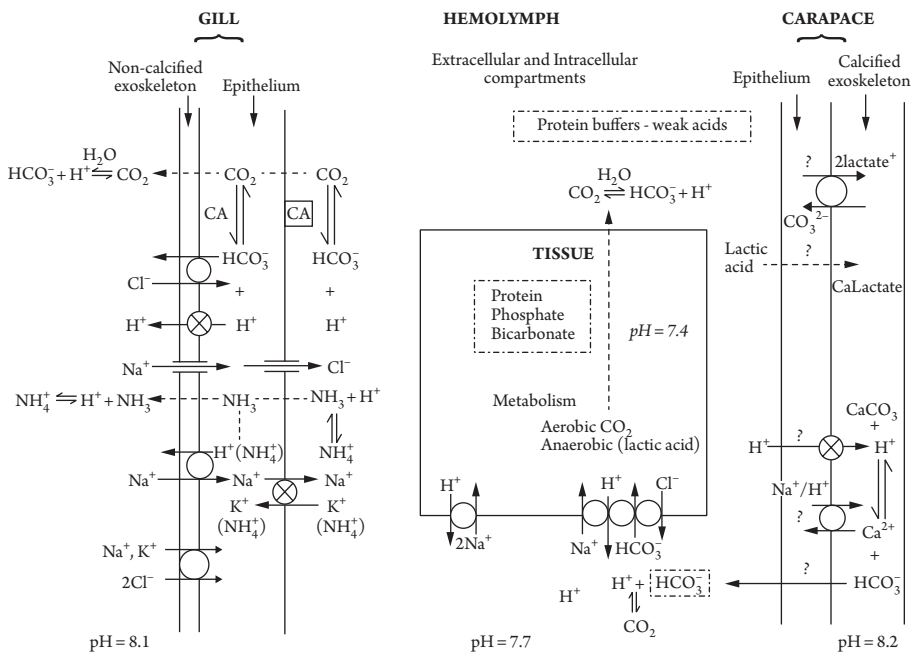 GILL
HEMOLYMPH
CARAPACE
Non-calcified
exoskeleton
Epithelium
Extracellular and Intracellular
compartments
Epithelium
Calcified
exoskeleton
Protein buffers - weak acids
H₂O
HCO₃⁻ + H⁺ ⇌ CO₂
CO₂
CO₂
CA
CA
HCO₃⁻
HCO₃⁻
Cl⁻
+
+
H⁺
H⁺
H⁺
Na⁺
Cl⁻
NH₄⁺ ⇌ H⁺ + NH₃
NH₃
NH₃ + H⁺
H⁺(NH₄⁺)
NH₄⁺
Na⁺
Na⁺
Na⁺
K⁺
(NH₄⁺)
K⁺
(NH₄⁺)
Na⁺, K⁺
2Cl⁻
pH = 8.1
H₂O
CO₂ ⇌ HCO₃⁻ + H⁺
TISSUE
Protein
Phosphate
Bicarbonate
pH = 7.4
Metabolism
Aerobic CO₂
Anaerobic (lactic acid)
H⁺
H⁺
Cl⁻
2Na⁺
Na⁺
HCO₃⁻
H⁺
H⁺ + HCO₃⁻
CO₂
pH = 7.7
?
2lactate⁺
CO₃²⁻
Lactic
acid
?
CaLactate
CaCO₃
+
H⁺
?
H⁺
Na⁺/H⁺
?
Ca²⁺
+
?
HCO₃⁻
pH = 8.2